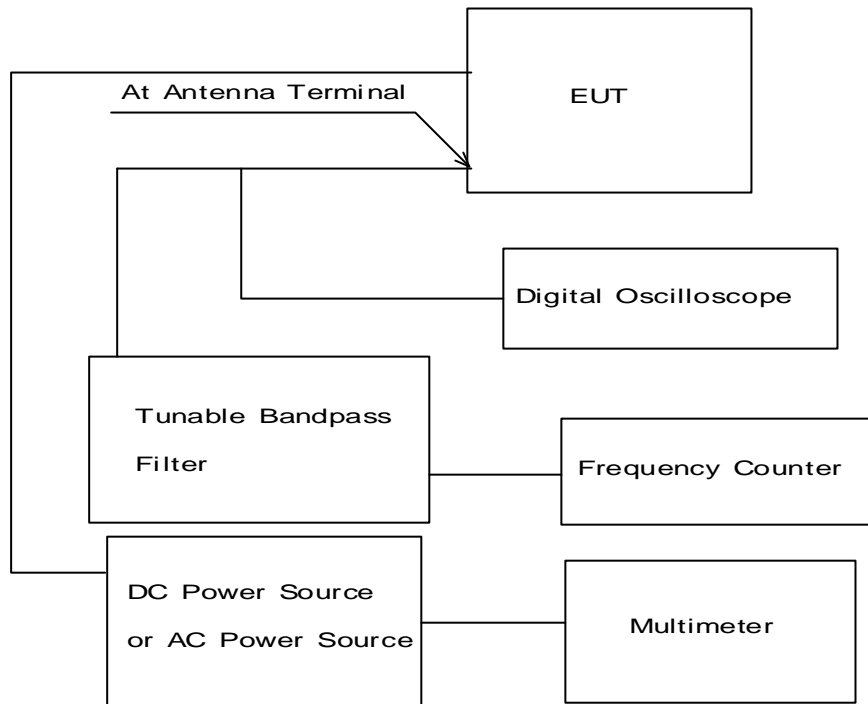 At Antenna Terminal
EUT
Digital Oscilloscope
Tunable Bandpass
Filter
Frequency Counter
DC Power Source
or AC Power Source
Multimeter